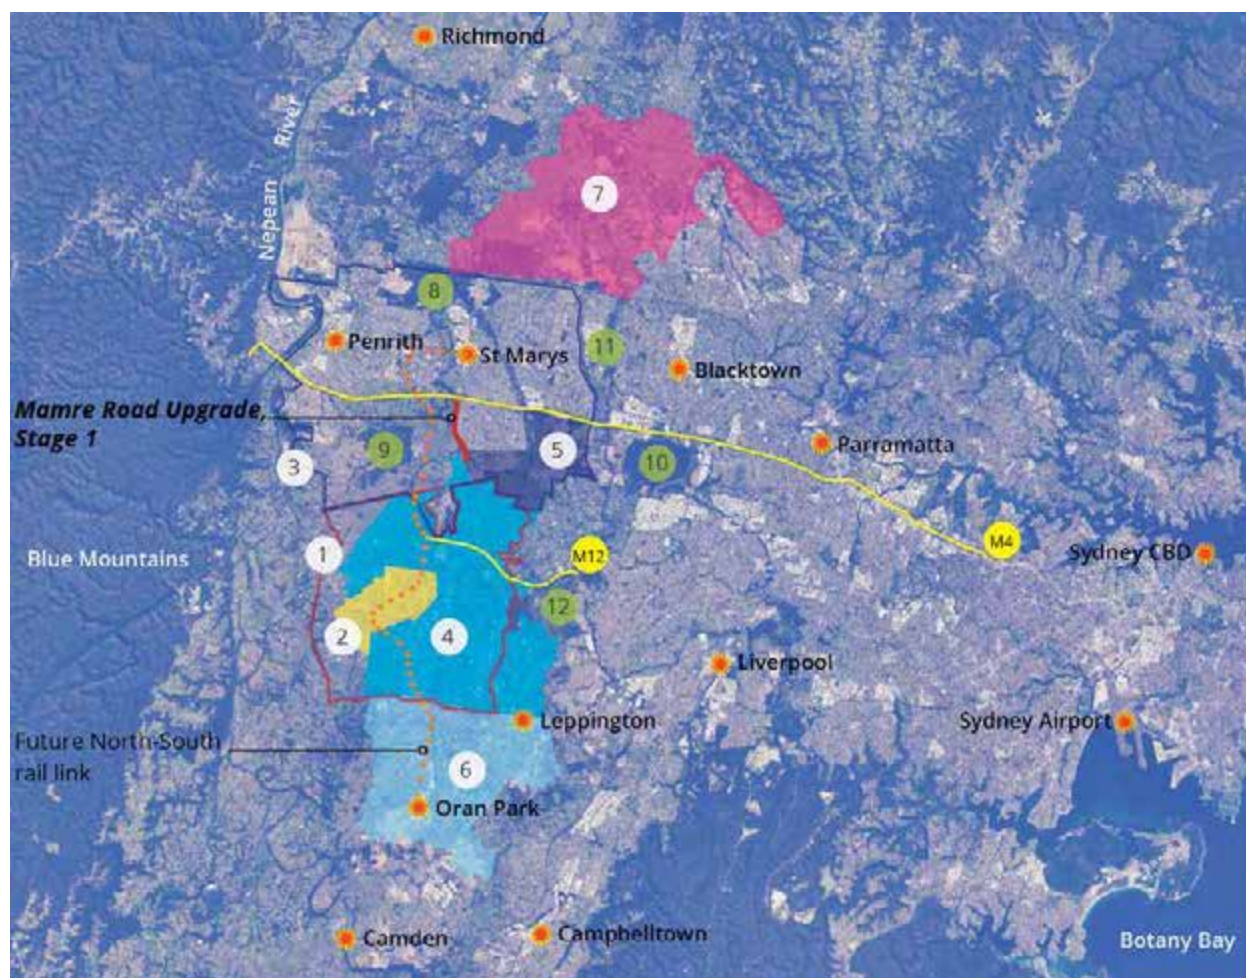 Richmond
Nepean River
7
8
Penrith
St Marys
11
Blacktown
Mamre Road Upgrade,
Stage 1
9
3
5
10
Parramatta
1
Blue Mountains
M12
M4
Sydney CBD
12
2
4
Liverpool
Leppington
Sydney Airport
Future North-South
rail link
6
Oran Park
Camden
Campbelltown
Botany Bay